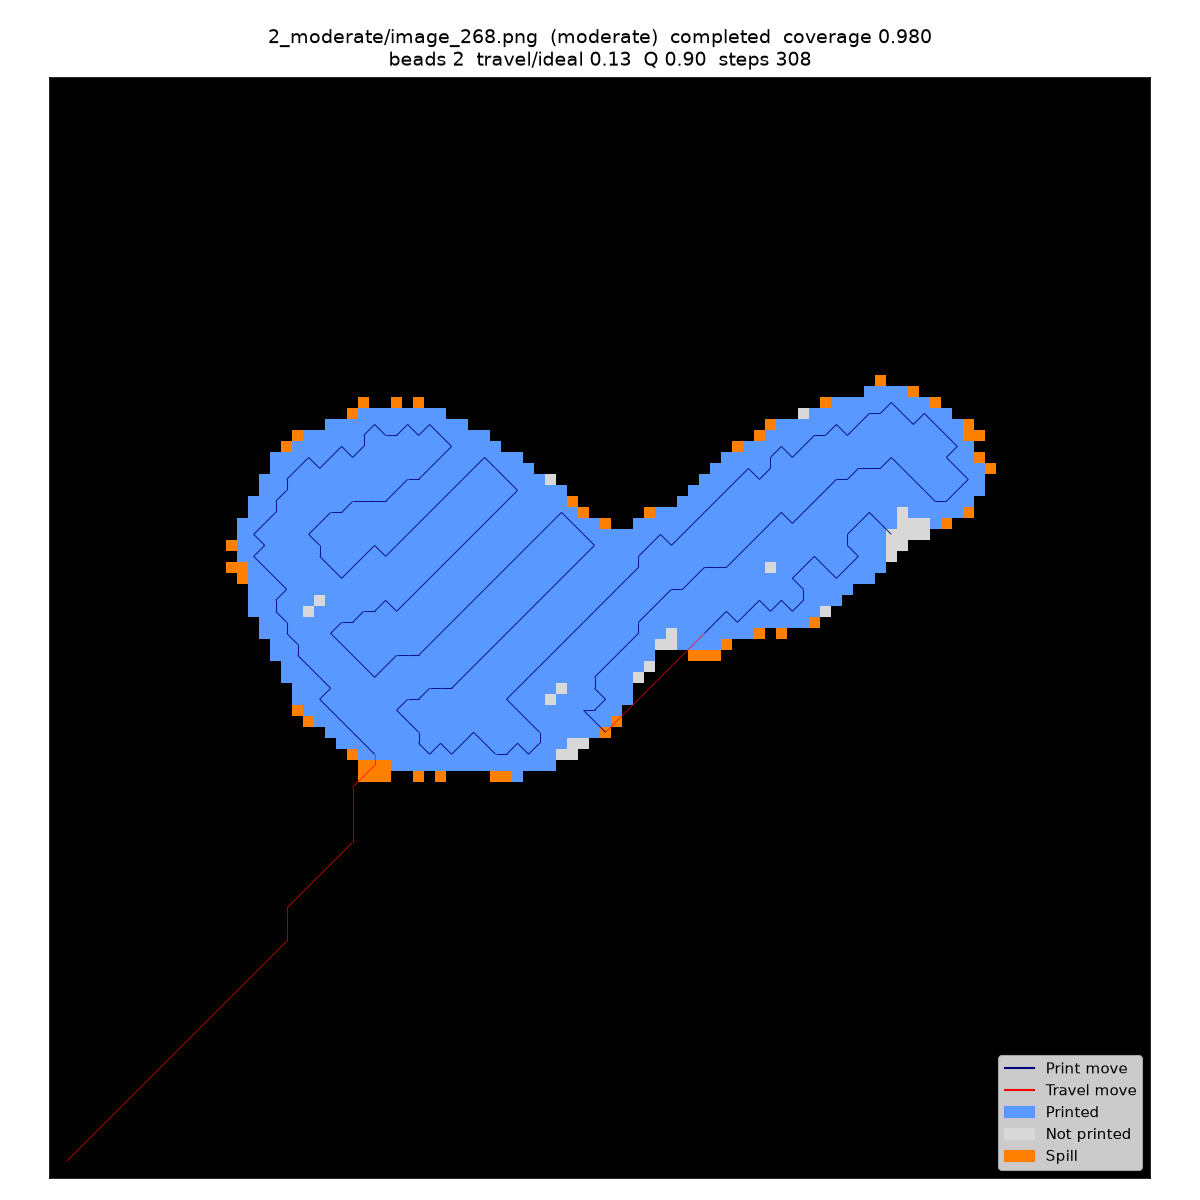 2_moderate/image_268.png  (moderate)  completed  coverage 0.980
beads 2  travel/ideal 0.13  Q 0.90  steps 308
Print move
Travel move
Printed
Not printed
Spill